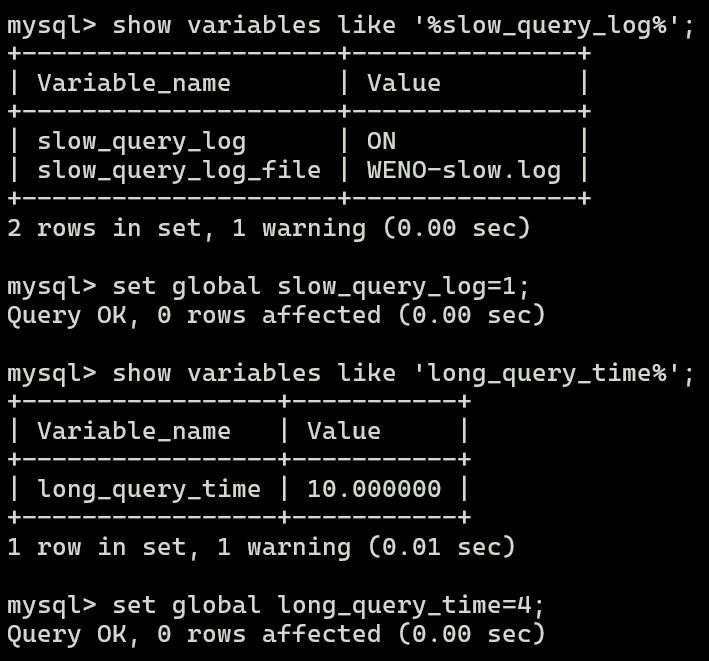 mysql> show variables like '%slow_query_log%';
+---------------------+---------------+
| Variable_name       | Value         |
+---------------------+---------------+
| slow_query_log      | ON            |
| slow_query_log_file | WENO-slow.log |
+---------------------+---------------+
2 rows in set, 1 warning (0.00 sec)

mysql> set global slow_query_log=1;
Query OK, 0 rows affected (0.00 sec)

mysql> show variables like 'long_query_time%';
+-----------------+-----------+
| Variable_name   | Value     |
+-----------------+-----------+
| long_query_time | 10.000000 |
+-----------------+-----------+
1 row in set, 1 warning (0.01 sec)

mysql> set global long_query_time=4;
Query OK, 0 rows affected (0.00 sec)